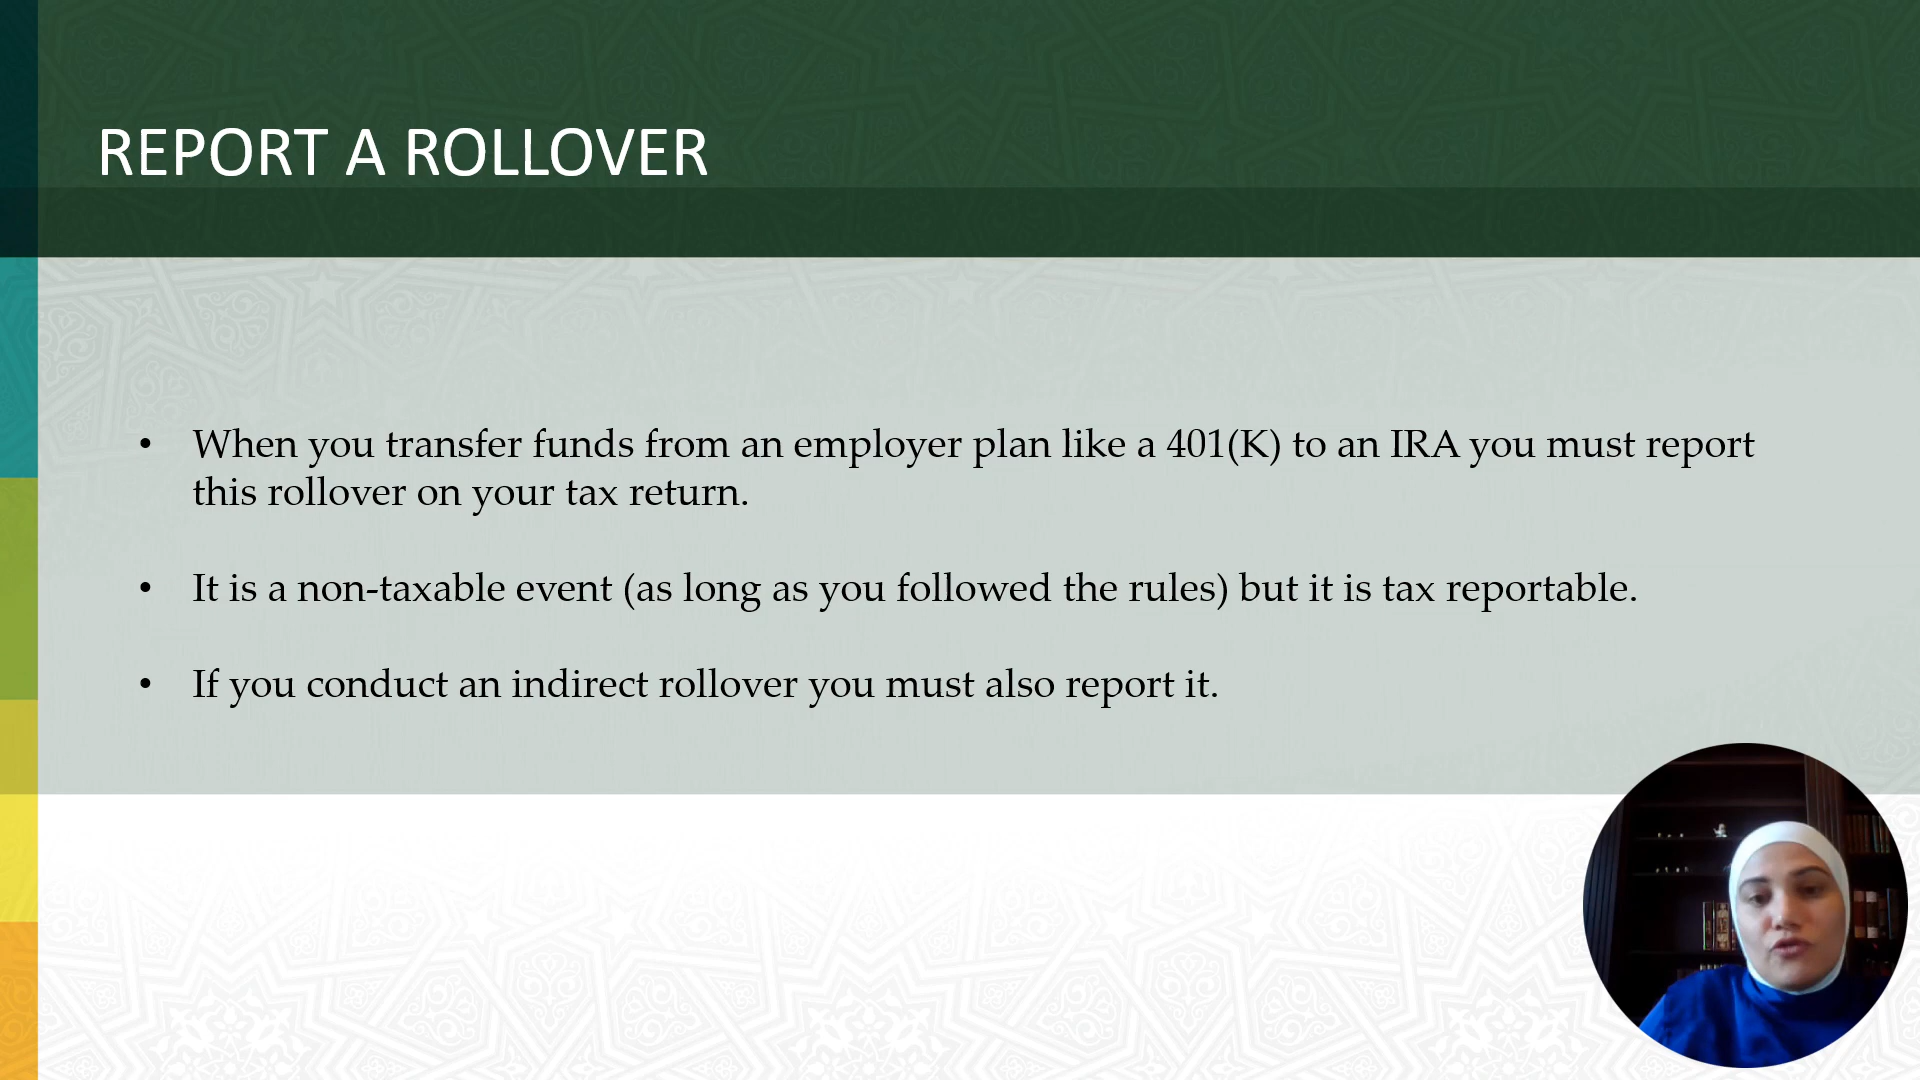 REPORT A ROLLOVER
• When you transfer funds from an employer plan like a 401(K) to an IRA you must report
this rollover on your tax return.
• It is a non-taxable event (as long as you followed the rules) but it is tax reportable.
• If you conduct an indirect rollover you must also report it.